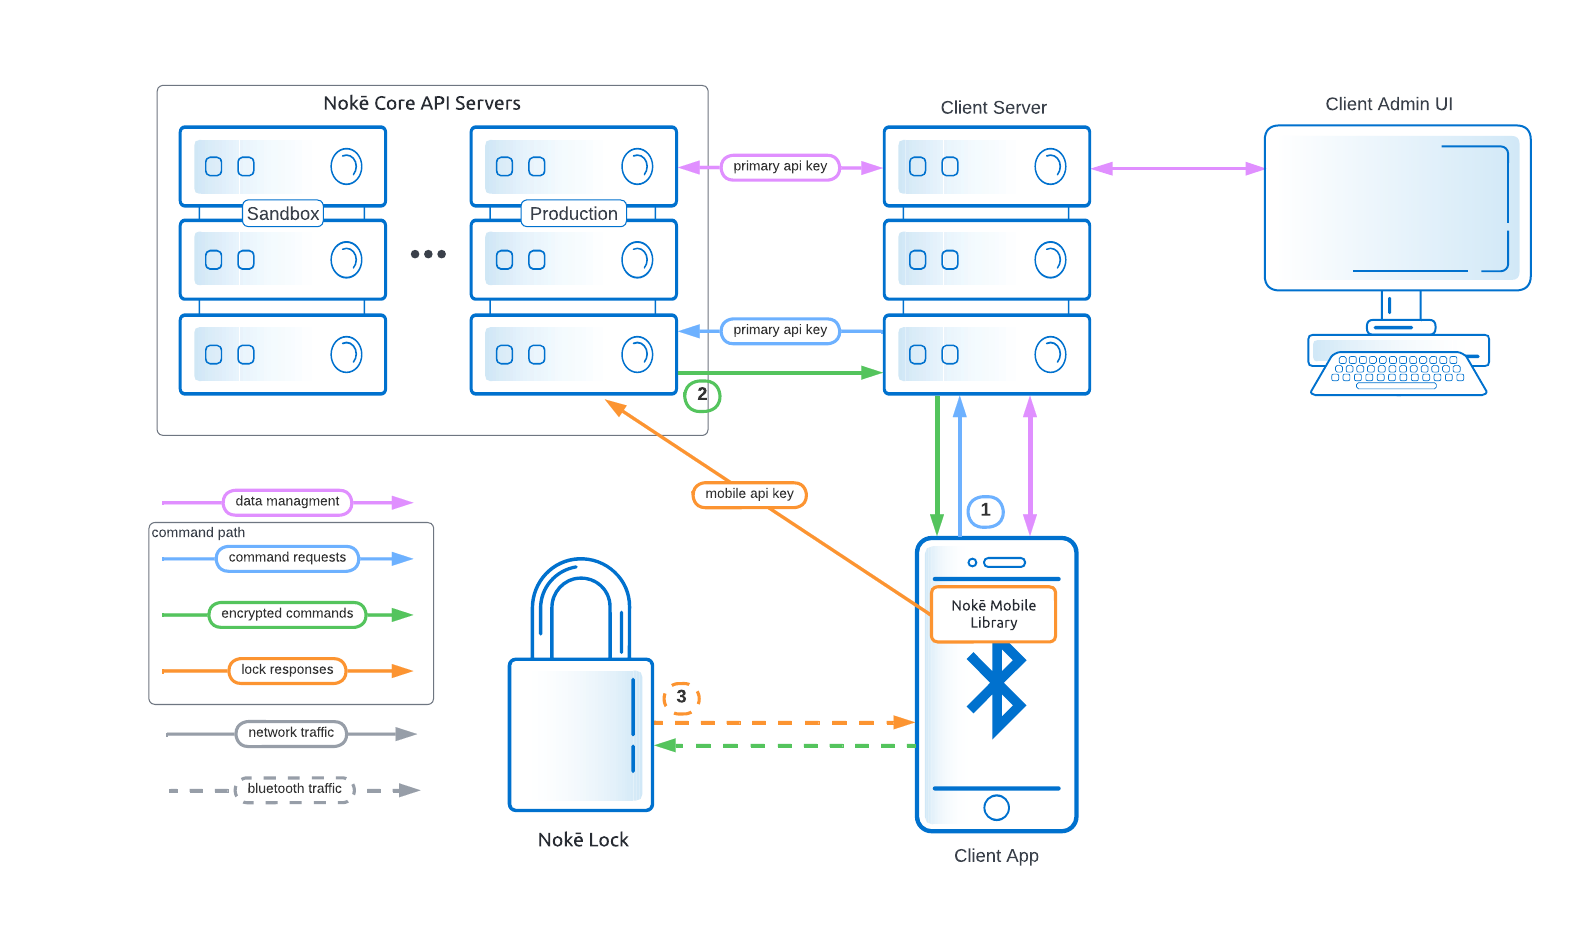 Nokē Core API Servers
Client Server
Client Admin UI
primary api key
Sandbox
Production
primary api key
2
mobile api key
1
data managment
command path
command requests
encrypted commands
lock responses
network traffic
bluetooth traffic
Nokē Mobile
Library
3
Nokē Lock
Client App